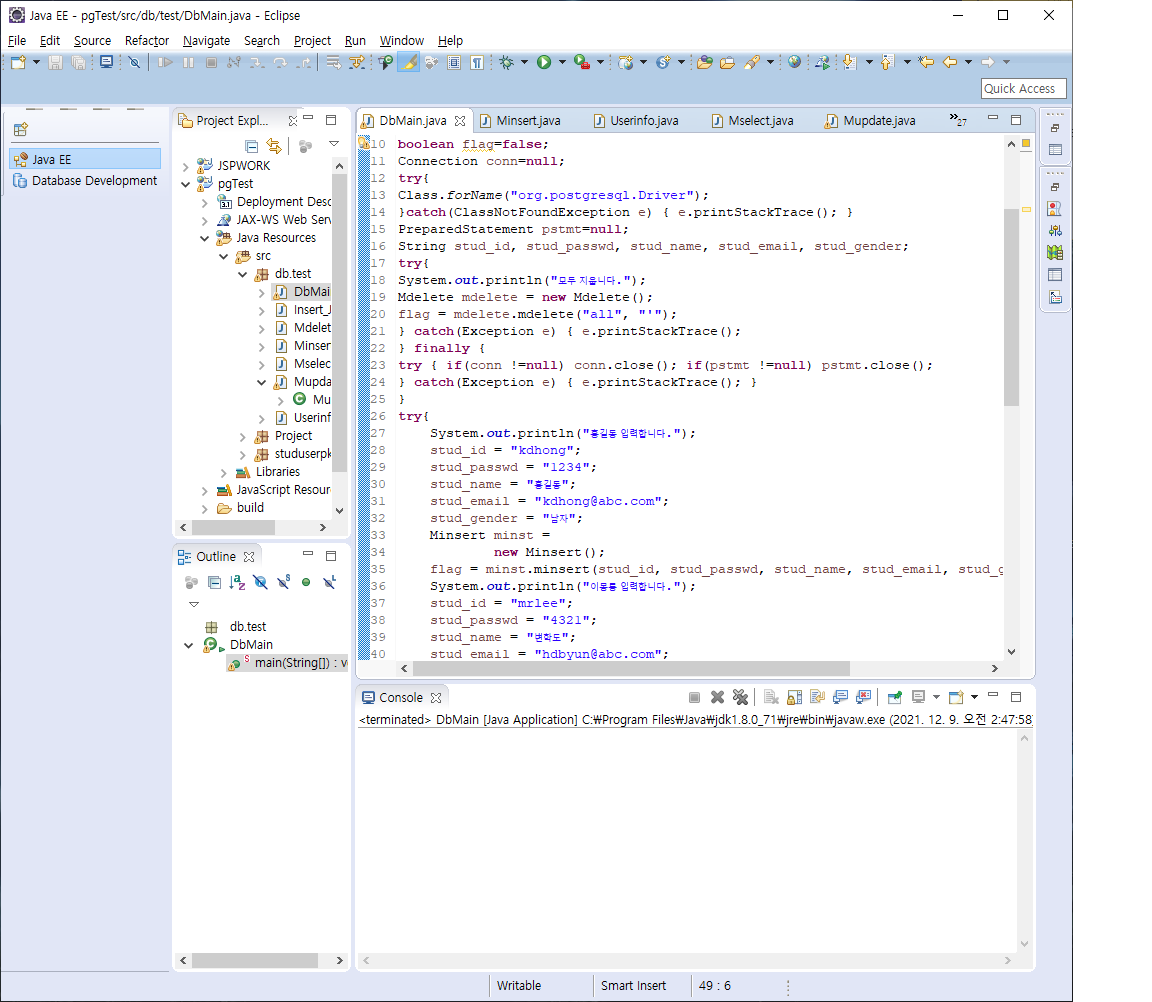 Java EE - pgTest/src/db/test/DbMain.java - Eclipse
File Edit Source Refactor Navigate Search Project Run Window Help
Quick Access
Java EE
Database Development
Project Expl...
JSPWORK
pgTest
Deployment Desc
JAX-WS Web Serv
Java Resources
src
db.test
DbMai
Insert_J
Mdelet
Minser
Mselec
Mupda
Mu
Userinf
Project
studuserpk
Libraries
JavaScript Resour
build
Outline
db.test
DbMain
main(String[]) : v
DbMain.java Minsert.java Userinfo.java Mselect.java Mupdate.java »27
10 boolean flag=false;
11 Connection conn=null;
12 try{
13 Class.forName("org.postgresql.Driver");
14 }catch(ClassNotFoundException e) { e.printStackTrace(); }
15 PreparedStatement pstmt=null;
16 String stud_id, stud_passwd, stud_name, stud_email, stud_gender;
17 try{
18 System.out.println("모두 지웁니다.");
19 Mdelete mdelete = new Mdelete();
20 flag = mdelete.mdelete("all", "'");
21 } catch(Exception e) { e.printStackTrace();
22 } finally {
23 try { if(conn !=null) conn.close(); if(pstmt !=null) pstmt.close();
24 } catch(Exception e) { e.printStackTrace(); }
25 }
26 try{
27 System.out.println("홍길동 입력합니다.");
28 stud_id = "kdhong";
29 stud_passwd = "1234";
30 stud_name = "홍길동";
31 stud_email = "kdhong@abc.com";
32 stud_gender = "남자";
33 Minsert minst =
34 new Minsert();
35 flag = minst.minsert(stud_id, stud_passwd, stud_name, stud_email, stud_g
36 System.out.println("이몽룡 입력합니다.");
37 stud_id = "mrlee";
38 stud_passwd = "4321";
39 stud_name = "변학도";
40 stud_email = "hdbyun@abc.com";
Console
<terminated> DbMain [Java Application] C:₩Program Files₩Java₩jdk1.8.0_71₩jre₩bin₩javaw.exe (2021. 12. 9. 오전 2:47:58)
Writable Smart Insert 49 : 6